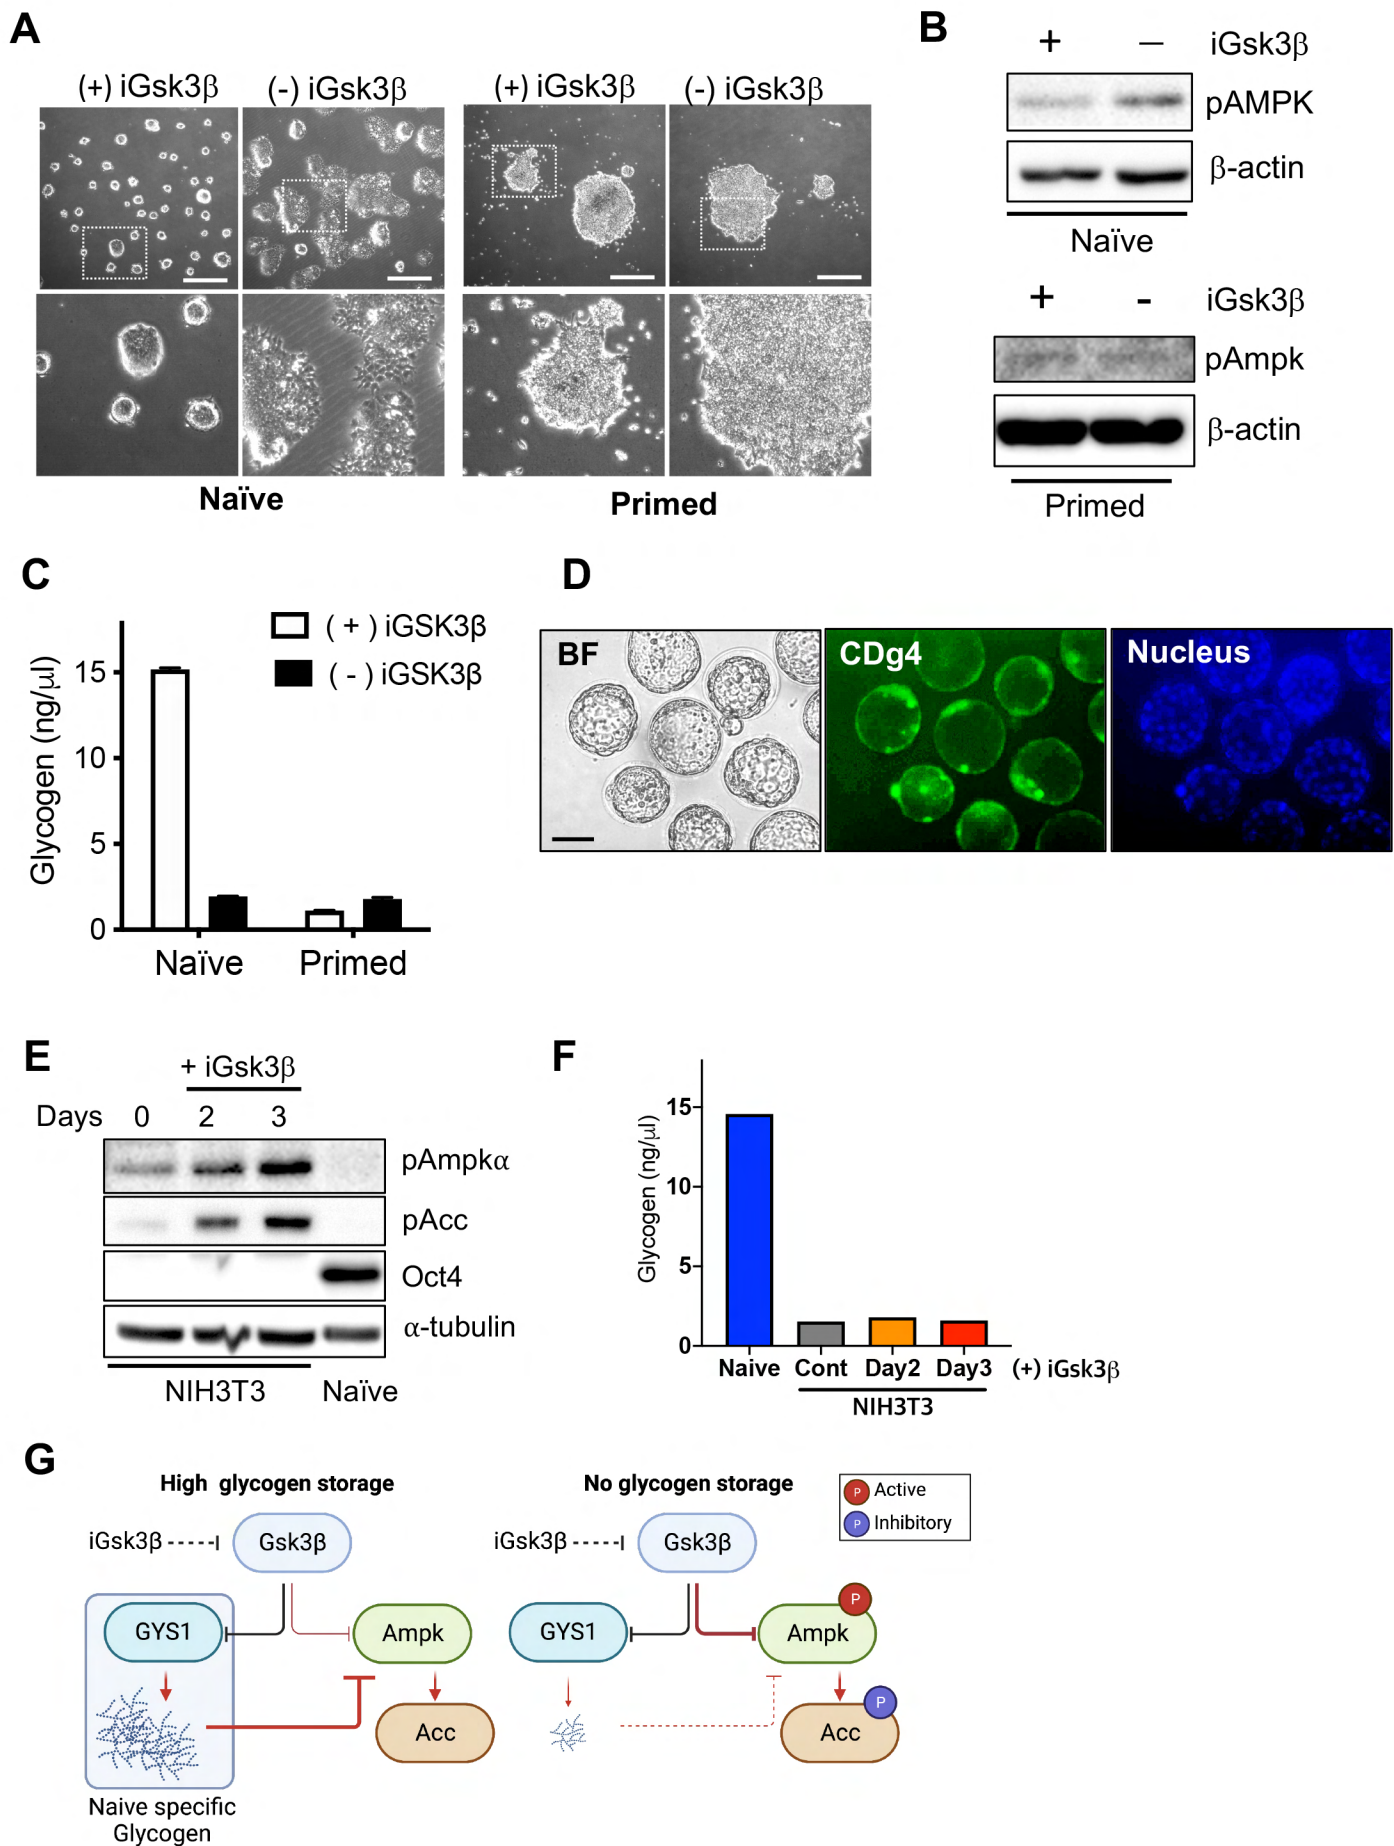 A
(+) iGsk3β (-) iGsk3β (+) iGsk3β (-) iGsk3β
Naïve Primed
B
+ − iGsk3β
pAMPK
β-actin
Naïve
+ - iGsk3β
pAmpk
β-actin
Primed
C
( + ) iGSK3β
( - ) iGSK3β
Glycogen (ng/µl)
15
10
5
0
Naïve Primed
D
BF CDg4 Nucleus
E
+ iGsk3β
Days 0 2 3
pAmpkα
pAcc
Oct4
α-tubulin
NIH3T3 Naïve
F
Glycogen (ng/µl)
15
10
5
0
Naive Cont Day2 Day3 (+) iGsk3β
NIH3T3
G
High glycogen storage
iGsk3β Gsk3β
GYS1 Ampk
Acc
Naive specific
Glycogen
No glycogen storage
iGsk3β Gsk3β
P
GYS1 Ampk
P
Acc
P Active
P Inhibitory